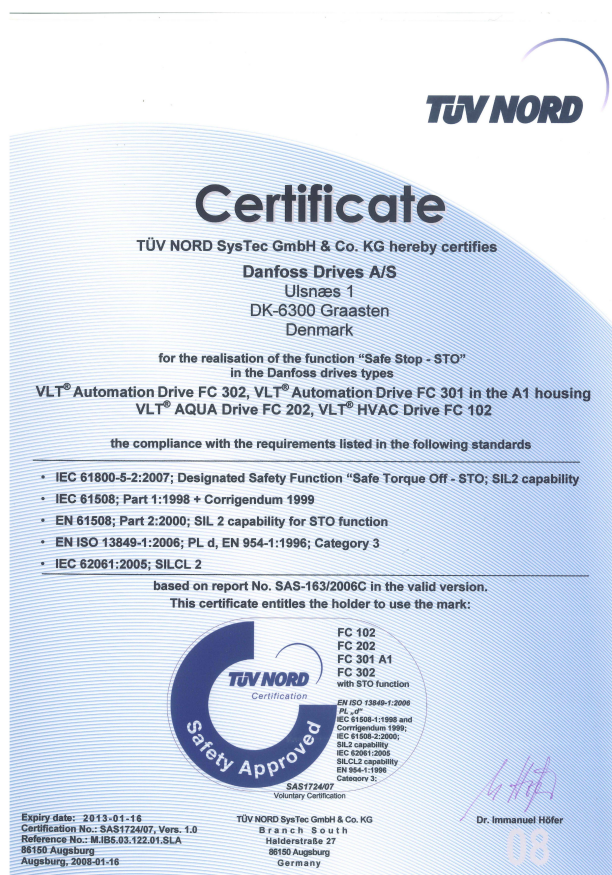 TÜV NORD
Certificate
TÜV NORD SysTec GmbH & Co. KG hereby certifies
Danfoss Drives A/S
Ulsnæs 1
DK-6300 Graasten
Denmark
for the realisation of the function “Safe Stop - STO”
in the Danfoss drives types
VLT® Automation Drive FC 302, VLT® Automation Drive FC 301 in the A1 housing
VLT® AQUA Drive FC 202, VLT® HVAC Drive FC 102
the compliance with the requirements listed in the following standards
• IEC 61800-5-2:2007; Designated Safety Function “Safe Torque Off - STO; SIL2 capability
• IEC 61508; Part 1:1998 + Corrigendum 1999
• EN 61508; Part 2:2000; SIL 2 capability for STO function
• EN ISO 13849-1:2006; PL d, EN 954-1:1996; Category 3
• IEC 62061:2005; SILCL 2
based on report No. SAS-163/2006C in the valid version.
This certificate entitles the holder to use the mark:
TÜV NORD
Certification
Safety Approved
FC 102
FC 202
FC 301 A1
FC 302
with STO function
EN ISO 13849-1:2006
PL „d“
IEC 61508-1:1998 and
Corrrigendum 1999;
IEC 61508-2:2000;
SIL2 capability
IEC 62061:2005
SILCL2 capability
EN 954-1:1996
Category 3;
SAS1724/07
Voluntary Certification
Expiry date: 2013-01-16
Certification No.: SAS1724/07, Vers. 1.0
Reference No.: M.IB5.03.122.01.SLA
86150 Augsburg
Augsburg, 2008-01-16
TÜV NORD SysTec GmbH & Co. KG
Branch South
Halderstraße 27
86150 Augsburg
Germany
Dr. Immanuel Höfer
08